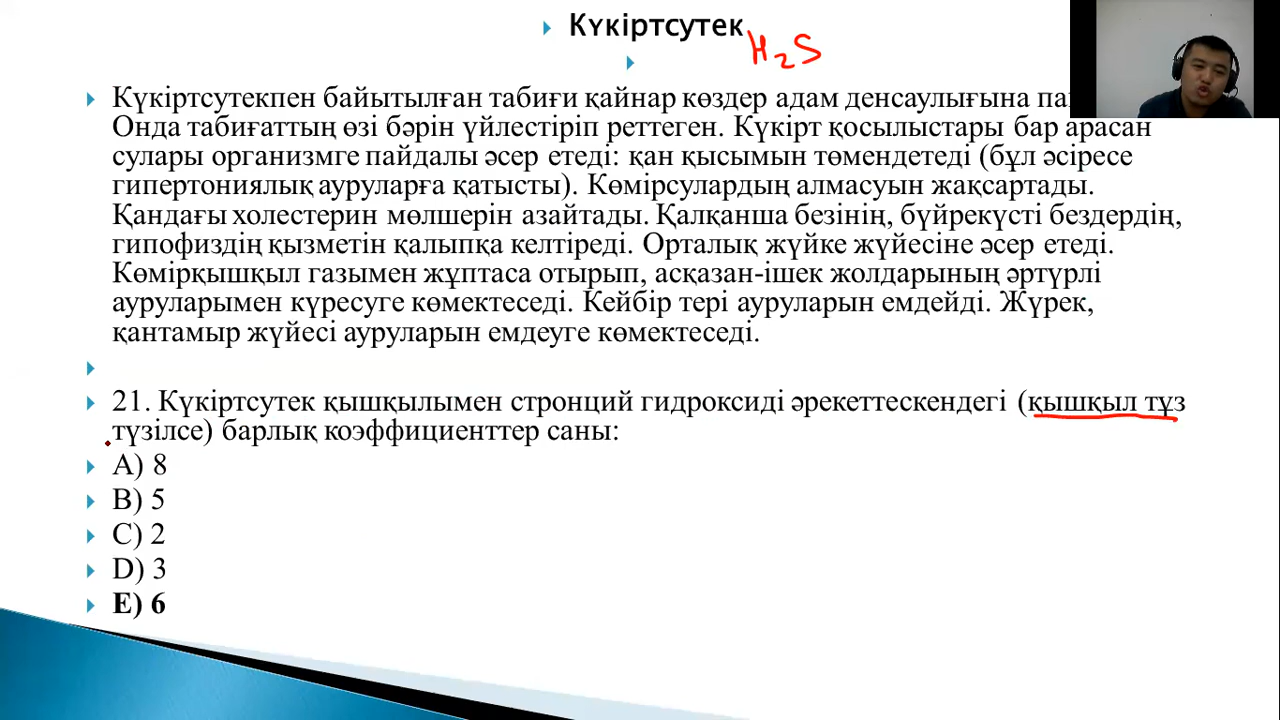 Күкіртсутек
H₂S
Күкіртсутекпен байытылған табиғи қайнар көздер адам денсаулығына
Онда табиғаттың өзі бәрін үйлестіріп реттеген. Күкірт қосылыстары бар арасан
сулары организмге пайдалы әсер етеді: қан қысымын төмендетеді (бұл әсіресе
гипертониялық ауруларға қатысты). Көмірсулардың алмасуын жақсартады.
Қандағы холестерин мөлшерін азайтады. Қалқанша безінің, бүйрекүсті бездердің,
гипофиздің қызметін қалыпқа келтіреді. Орталық жүйке жүйесіне әсер етеді.
Көмірқышқыл газымен жұптаса отырып, асқазан-ішек жолдарының әртүрлі
ауруларымен күресуге көмектеседі. Кейбір тері ауруларын емдейді. Жүрек,
қантамыр жүйесі ауруларын емдеуге көмектеседі.
21. Күкіртсутек қышқылымен стронций гидроксиді әрекеттескендегі (қышқыл тұз
түзілсе) барлық коэффициенттер саны:
A) 8
B) 5
C) 2
D) 3
E) 6